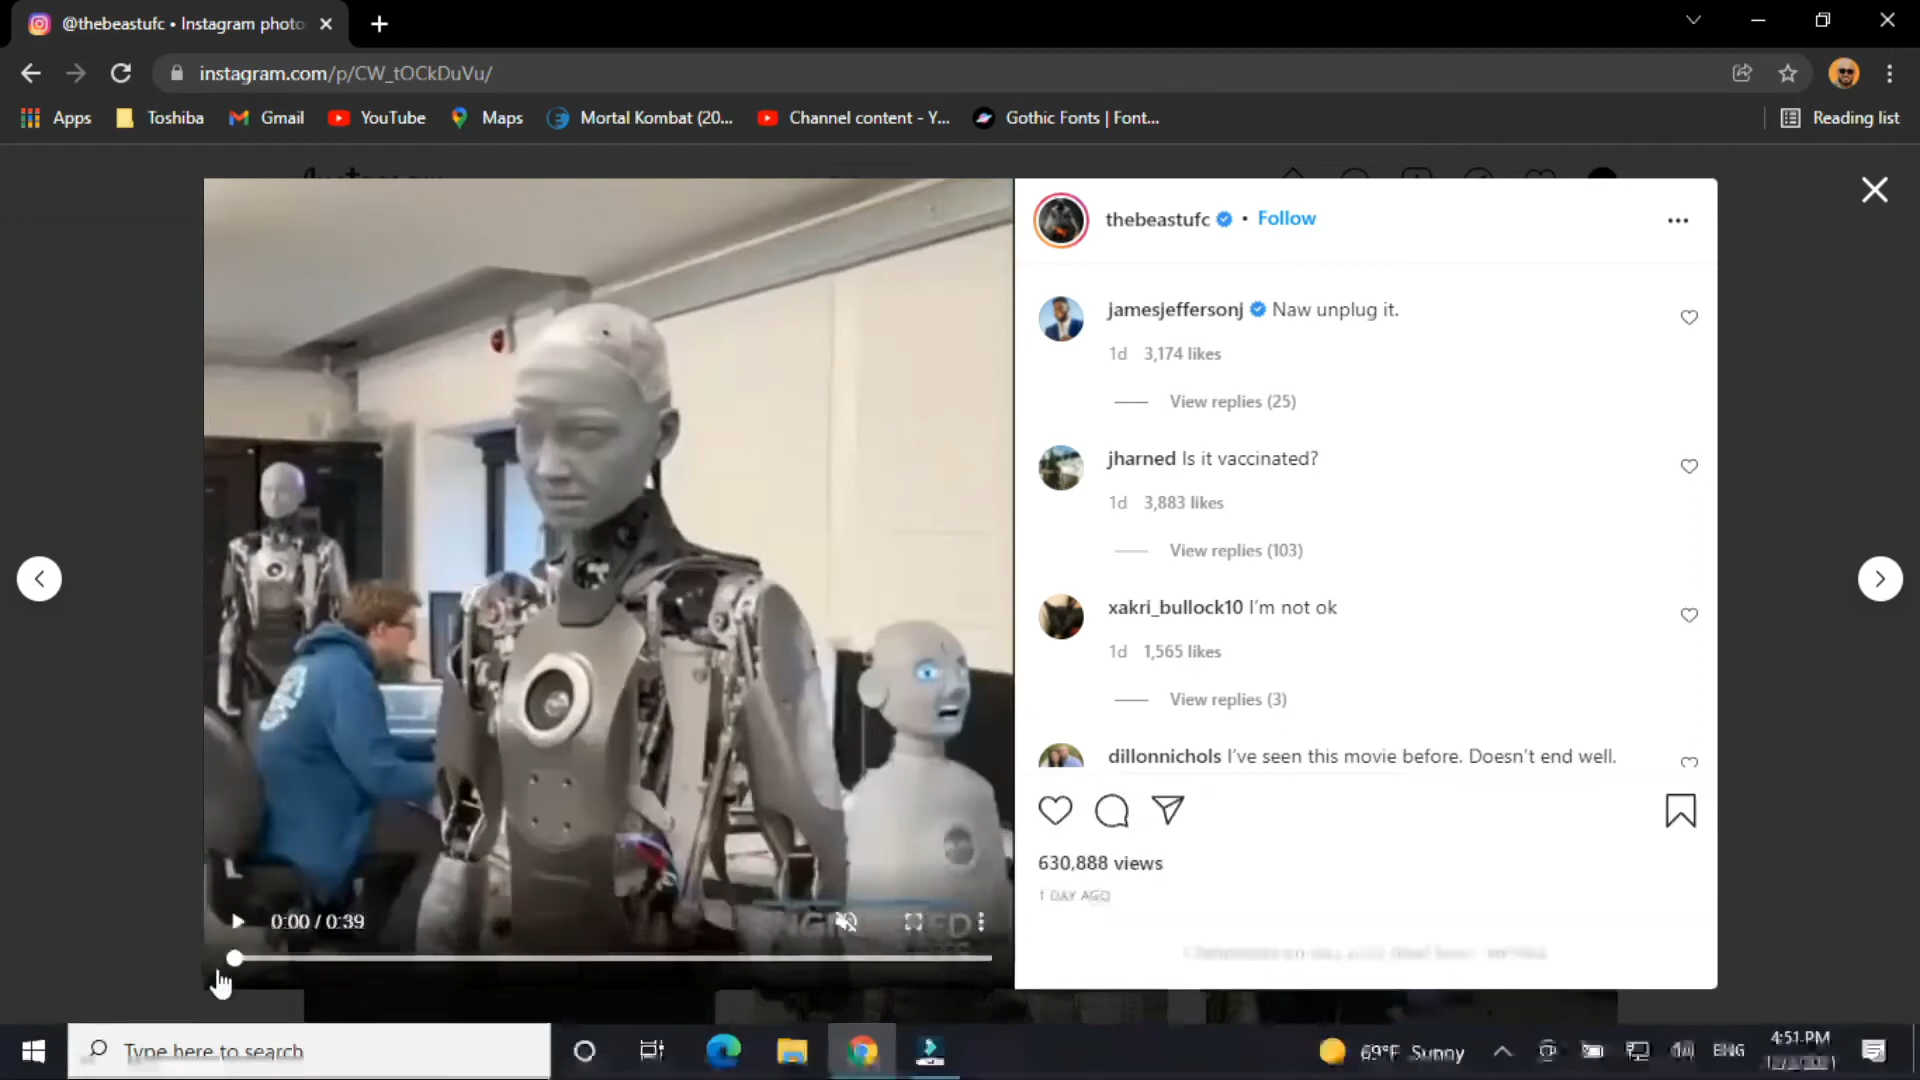 @thebeastufc • Instagram photo
instagram.com/p/CW_tOCkDuVu/
Apps
Toshiba
Gmail
YouTube
Maps
Mortal Kombat (20...
Channel content - Y...
Gothic Fonts | Font...
Reading list
thebeastufc • Follow
jamesjeffersonj Naw unplug it.
1d 3,174 likes
View replies (25)
jharned Is it vaccinated?
1d 3,883 likes
View replies (103)
xakri_bullock10 I'm not ok
1d 1,565 likes
View replies (3)
dillonnichols I've seen this movie before. Doesn't end well.
630,888 views
1 DAY AGO
0:00 / 0:39
Type here to search
69°F Sunny
ENG
4:51 PM